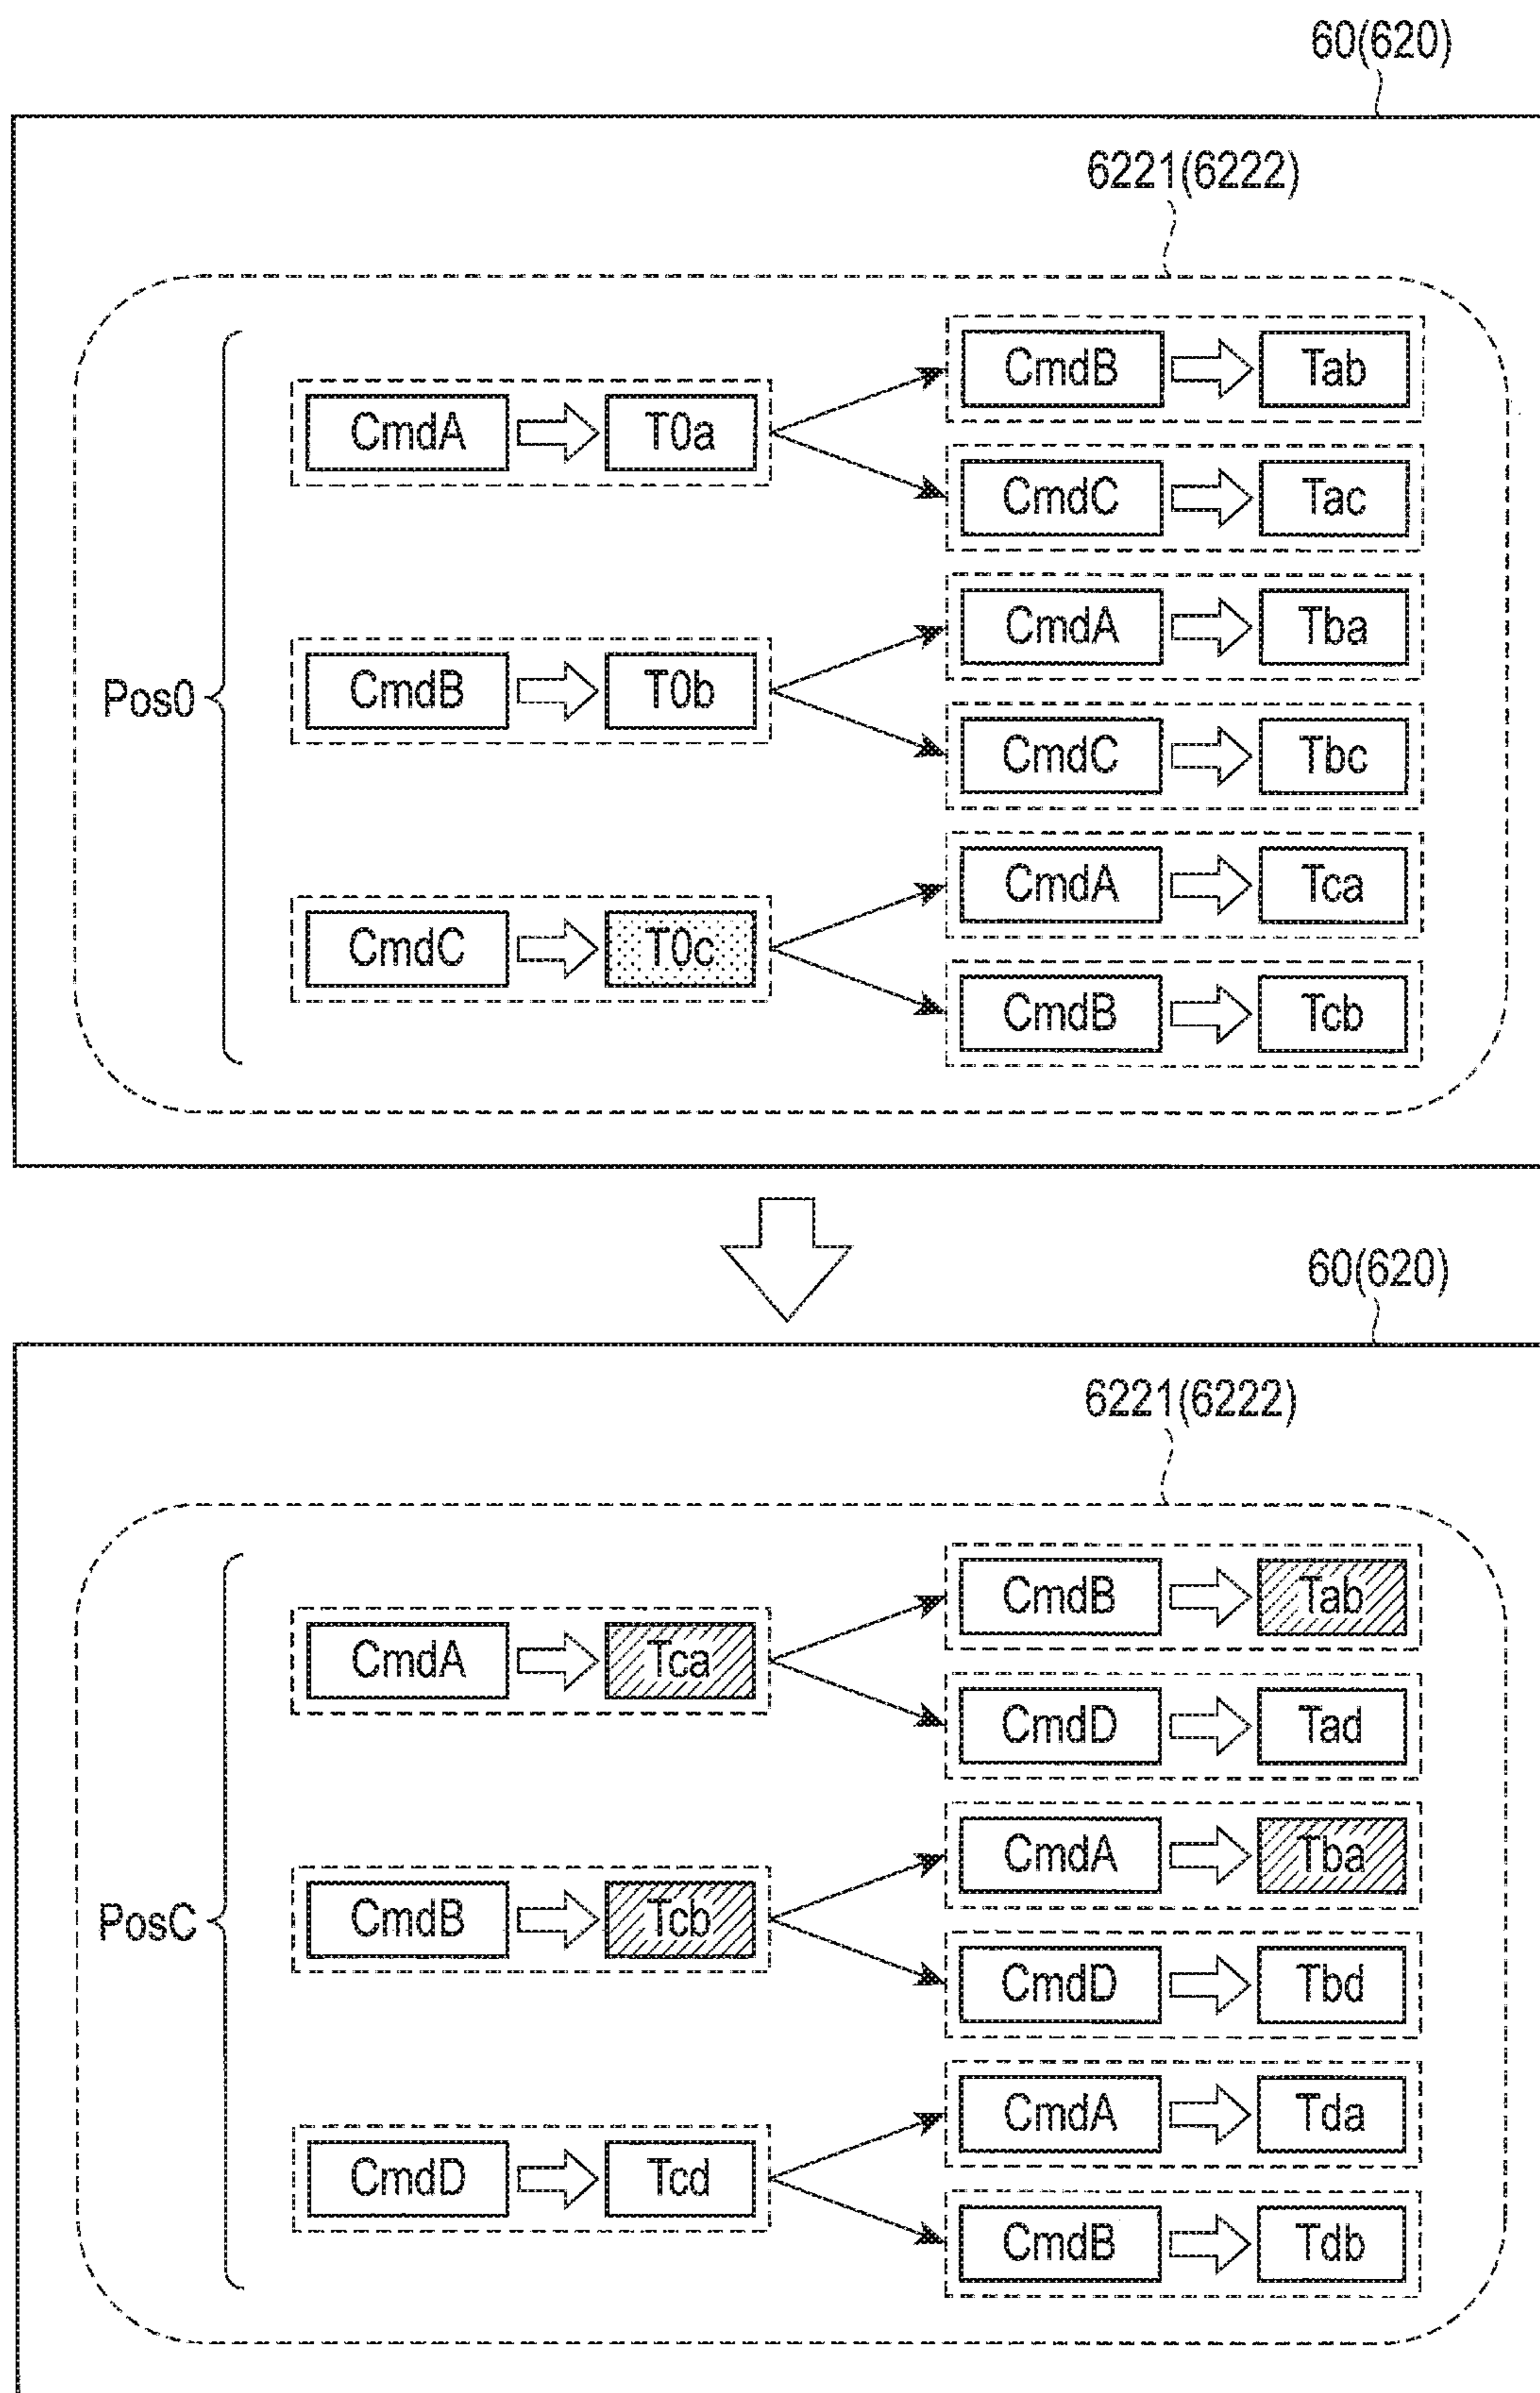 60(620)
6221(6222)
CmdB Tab
CmdA T0a
CmdC Tac
CmdA Tba
Pos0 CmdB T0b
CmdC Tbc
CmdA Tca
CmdC T0c
CmdB Tcb
60(620)
6221(6222)
CmdB Tab
CmdA Tca
CmdD Tad
CmdA Tba
PosC CmdB Tcb
CmdD Tbd
CmdA Tda
CmdD Tcd
CmdB Tdb